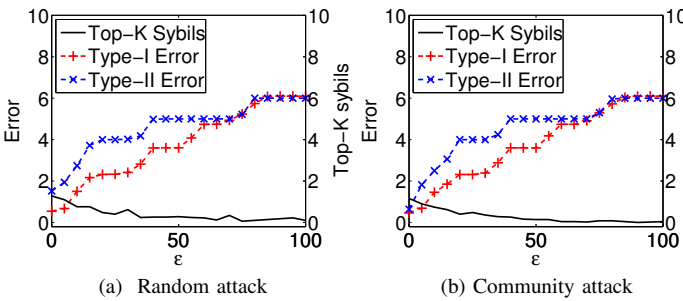 10
8
6
4
2
0
Error
Top-K Sybils
Type-I Error
Type-II Error
0
50
100
ε
10
8
6
4
2
0
Top-K sybils
(a) Random attack
10
8
6
4
2
0
Error
Top-K Sybils
Type-I Error
Type-II Error
0
50
100
ε
10
8
6
4
2
0
(b) Community attack